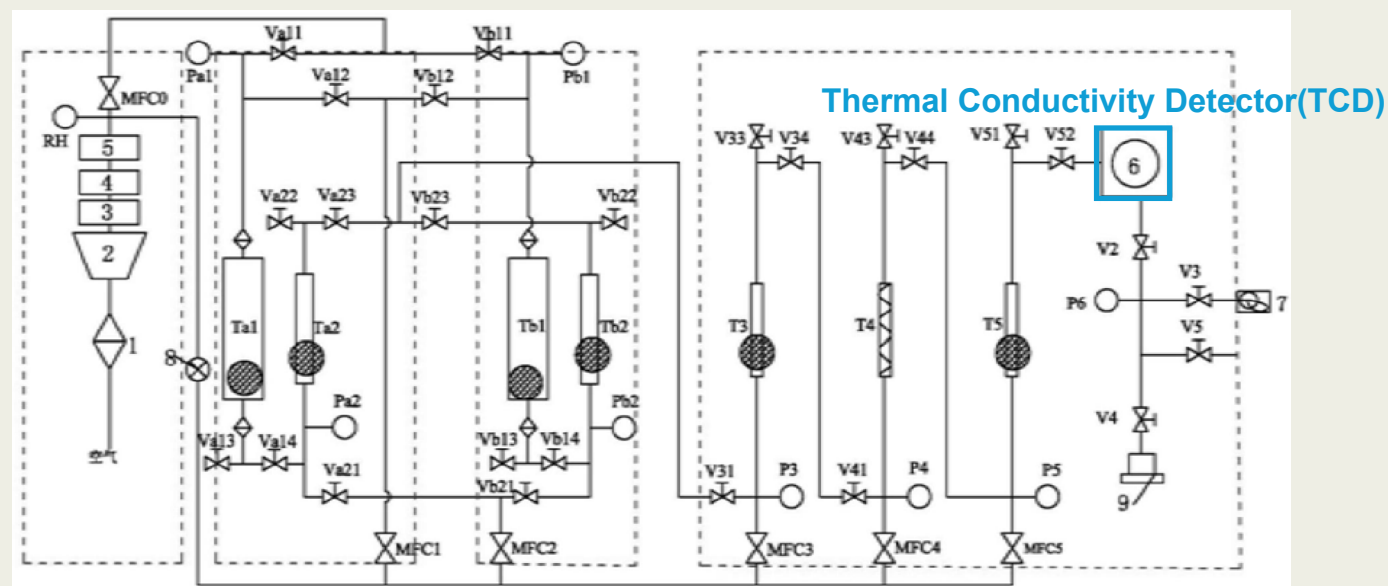 Va11
Vb11
Pa1
Va12
Vb12
Pb1
MFC0
Thermal Conductivity Detector(TCD)
RH
5
4
3
2
V33
V34
V43
V44
V51
V52
6
Va22
Va23
Vb23
Vb22
V2
V3
P6
7
Ta1
Ta2
Tb1
Tb2
T3
T4
T5
1
8
V5
Pa2
Pb2
V4
空气
Va13
Va14
Vb13
Vb14
Va21
Vb21
V31
P3
V41
P4
P5
9
MFC1
MFC2
MFC3
MFC4
MFC5